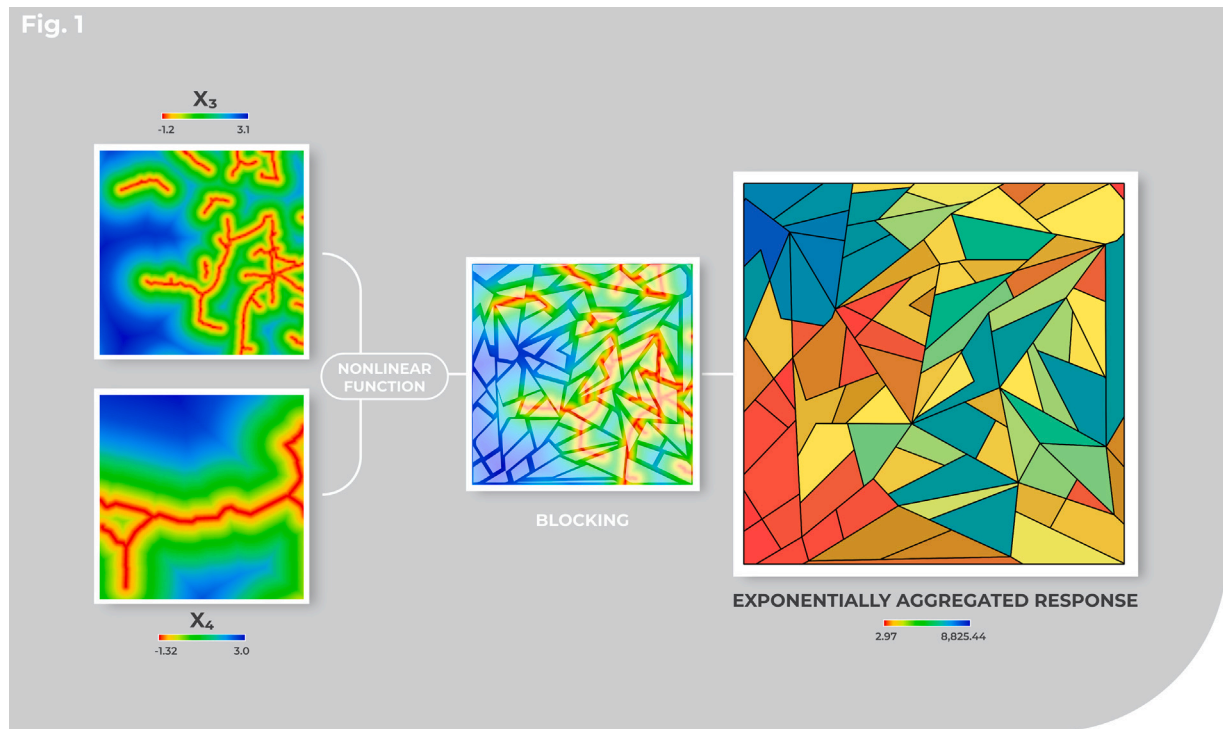 Fig. 1
X₃
-1.2 3.1
NONLINEAR
FUNCTION
BLOCKING
X₄
-1.32 3.0
EXPONENTIALLY AGGREGATED RESPONSE
2.97 8,825.44